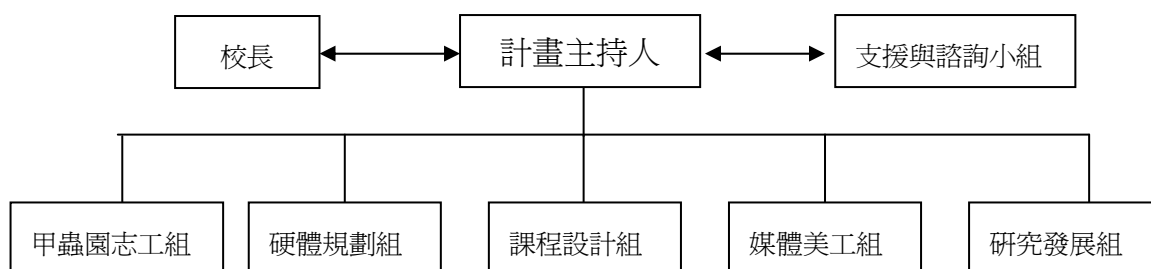 校長
計畫主持人
支援與諮詢小組
甲蟲園志工組
硬體規劃組
課程設計組
媒體美工組
研究發展組